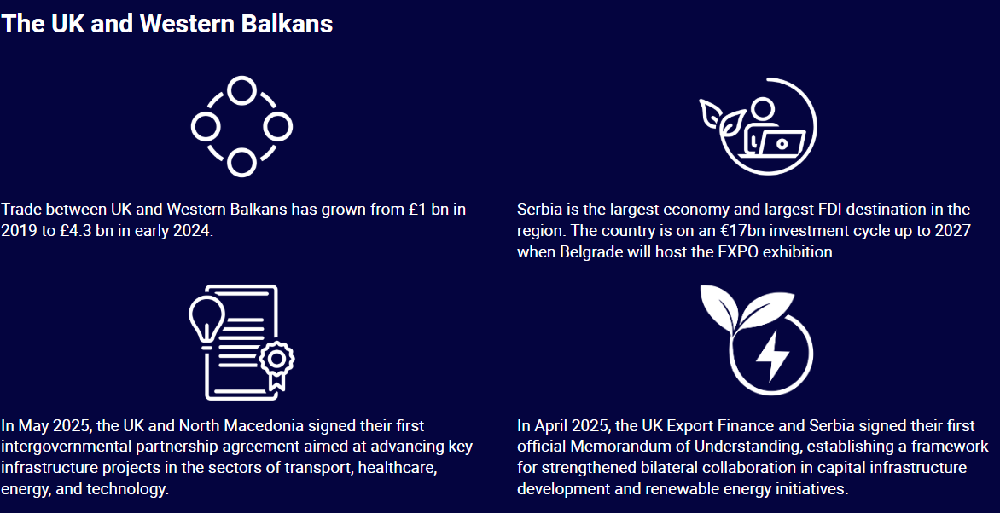 The UK and Western Balkans
Trade between UK and Western Balkans has grown from £1 bn in
2019 to £4.3 bn in early 2024.
Serbia is the largest economy and largest FDI destination in the
region. The country is on an €17bn investment cycle up to 2027
when Belgrade will host the EXPO exhibition.
In May 2025, the UK and North Macedonia signed their first
intergovernmental partnership agreement aimed at advancing key
infrastructure projects in the sectors of transport, healthcare,
energy, and technology.
In April 2025, the UK Export Finance and Serbia signed their first
official Memorandum of Understanding, establishing a framework
for strengthened bilateral collaboration in capital infrastructure
development and renewable energy initiatives.